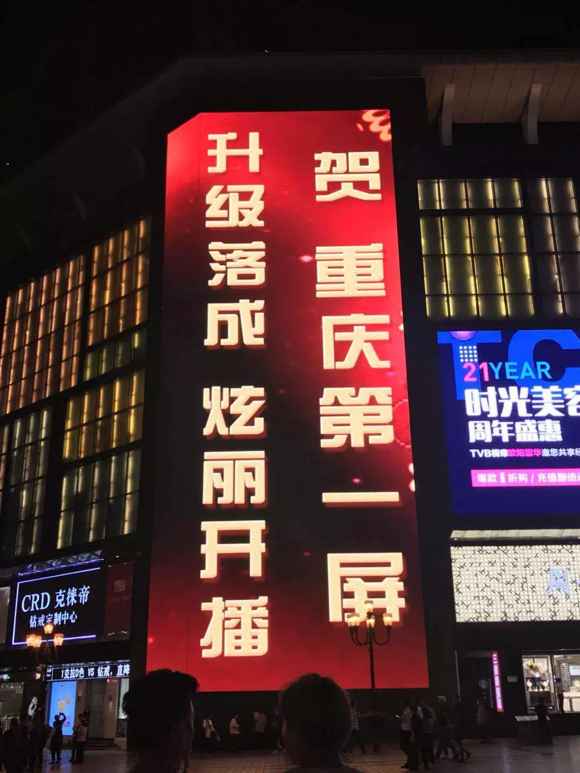 贺 重庆第一屏
升级落成 炫丽开播
21YEAR
时光美容
周年盛惠
CRD 克徕帝
钻戒定制中心